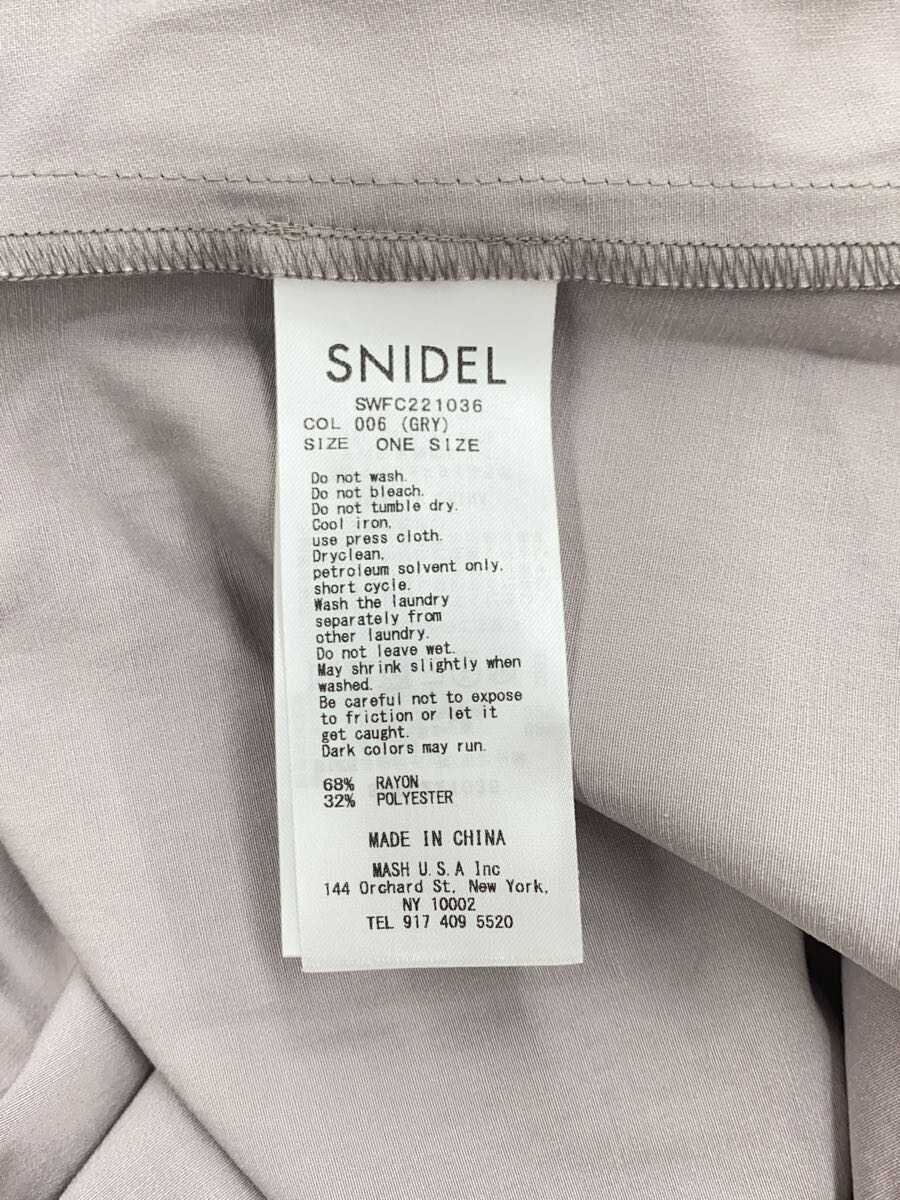 SNIDEL
SWFC221036
COL 006 (GRY)
SIZE ONE SIZE
Do not wash.
Do not bleach.
Do not tumble dry.
Cool iron,
use press cloth.
Dryclean,
petroleum solvent only.
short cycle.
Wash the laundry
separately from
other laundry.
Do not leave wet.
May shrink slightly when
washed.
Be careful not to expose
to friction or let it
get caught.
Dark colors may run.
68% RAYON
32% POLYESTER
MADE IN CHINA
MASH U.S.A Inc
144 Orchard St, New York,
NY 10002
TEL 917 409 5520